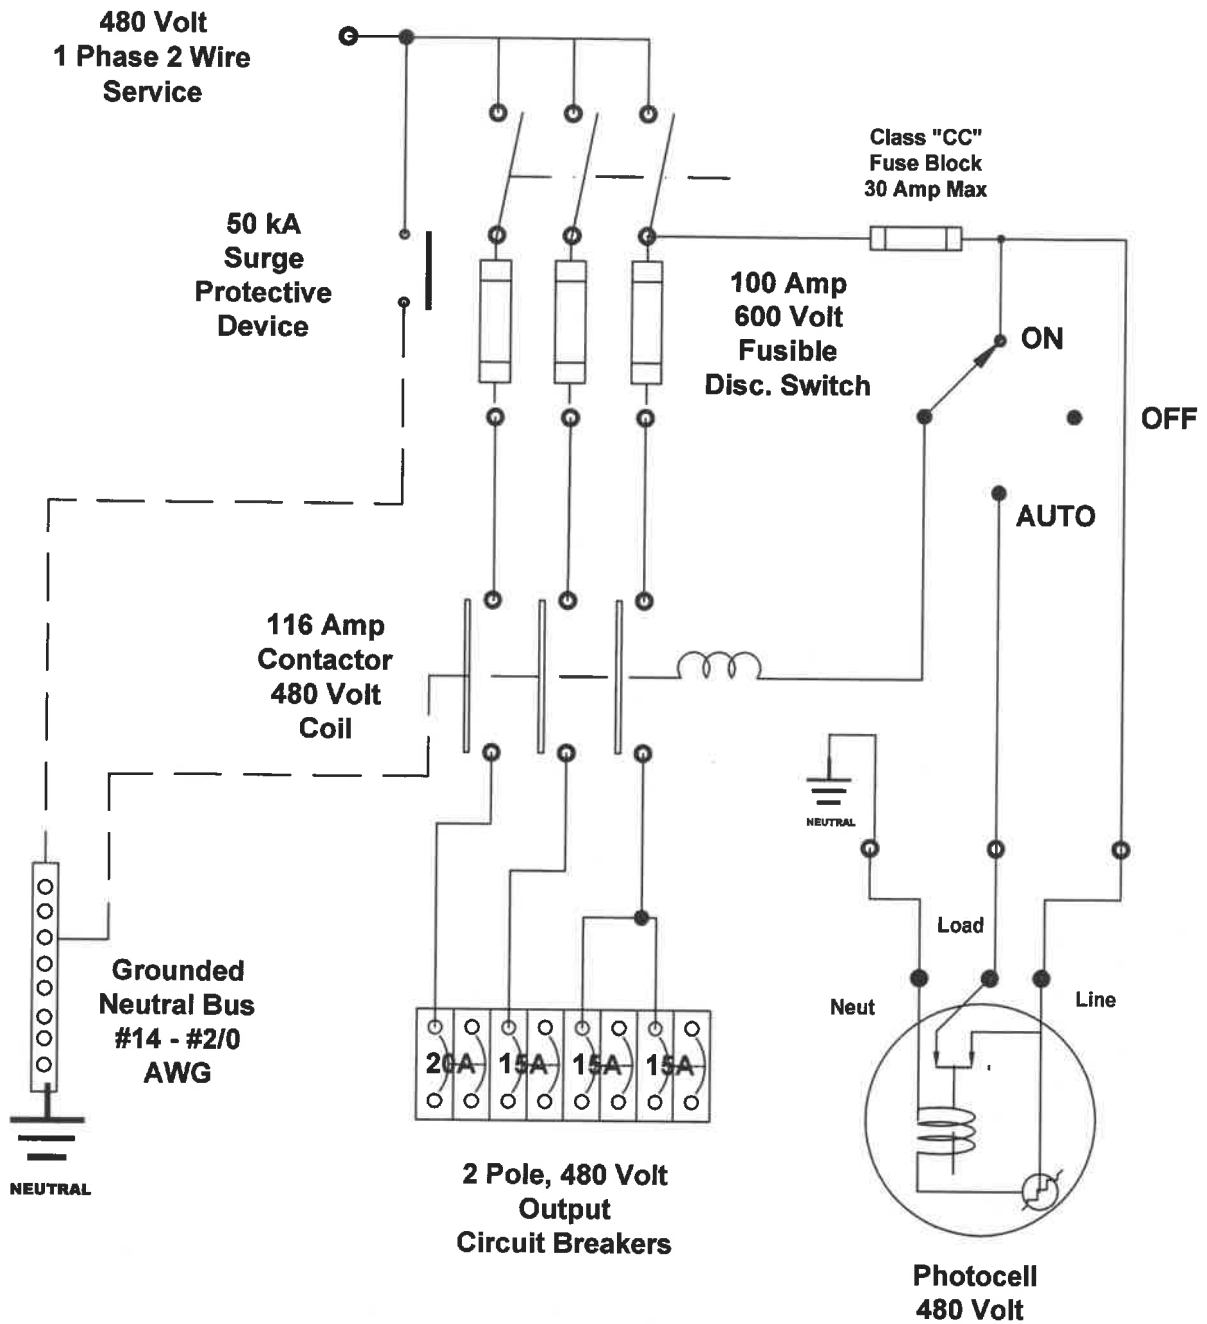 480 Volt
1 Phase 2 Wire
Service
Class "CC"
Fuse Block
30 Amp Max
50 kA
Surge
Protective
Device
100 Amp
600 Volt
Fusible
Disc. Switch
ON
OFF
AUTO
116 Amp
Contactor
480 Volt
Coil
NEUTRAL
Load
Neut
Line
Grounded
Neutral Bus
#14 - #2/0
AWG
20A 15A 15A 15A
NEUTRAL
2 Pole, 480 Volt
Output
Circuit Breakers
Photocell
480 Volt